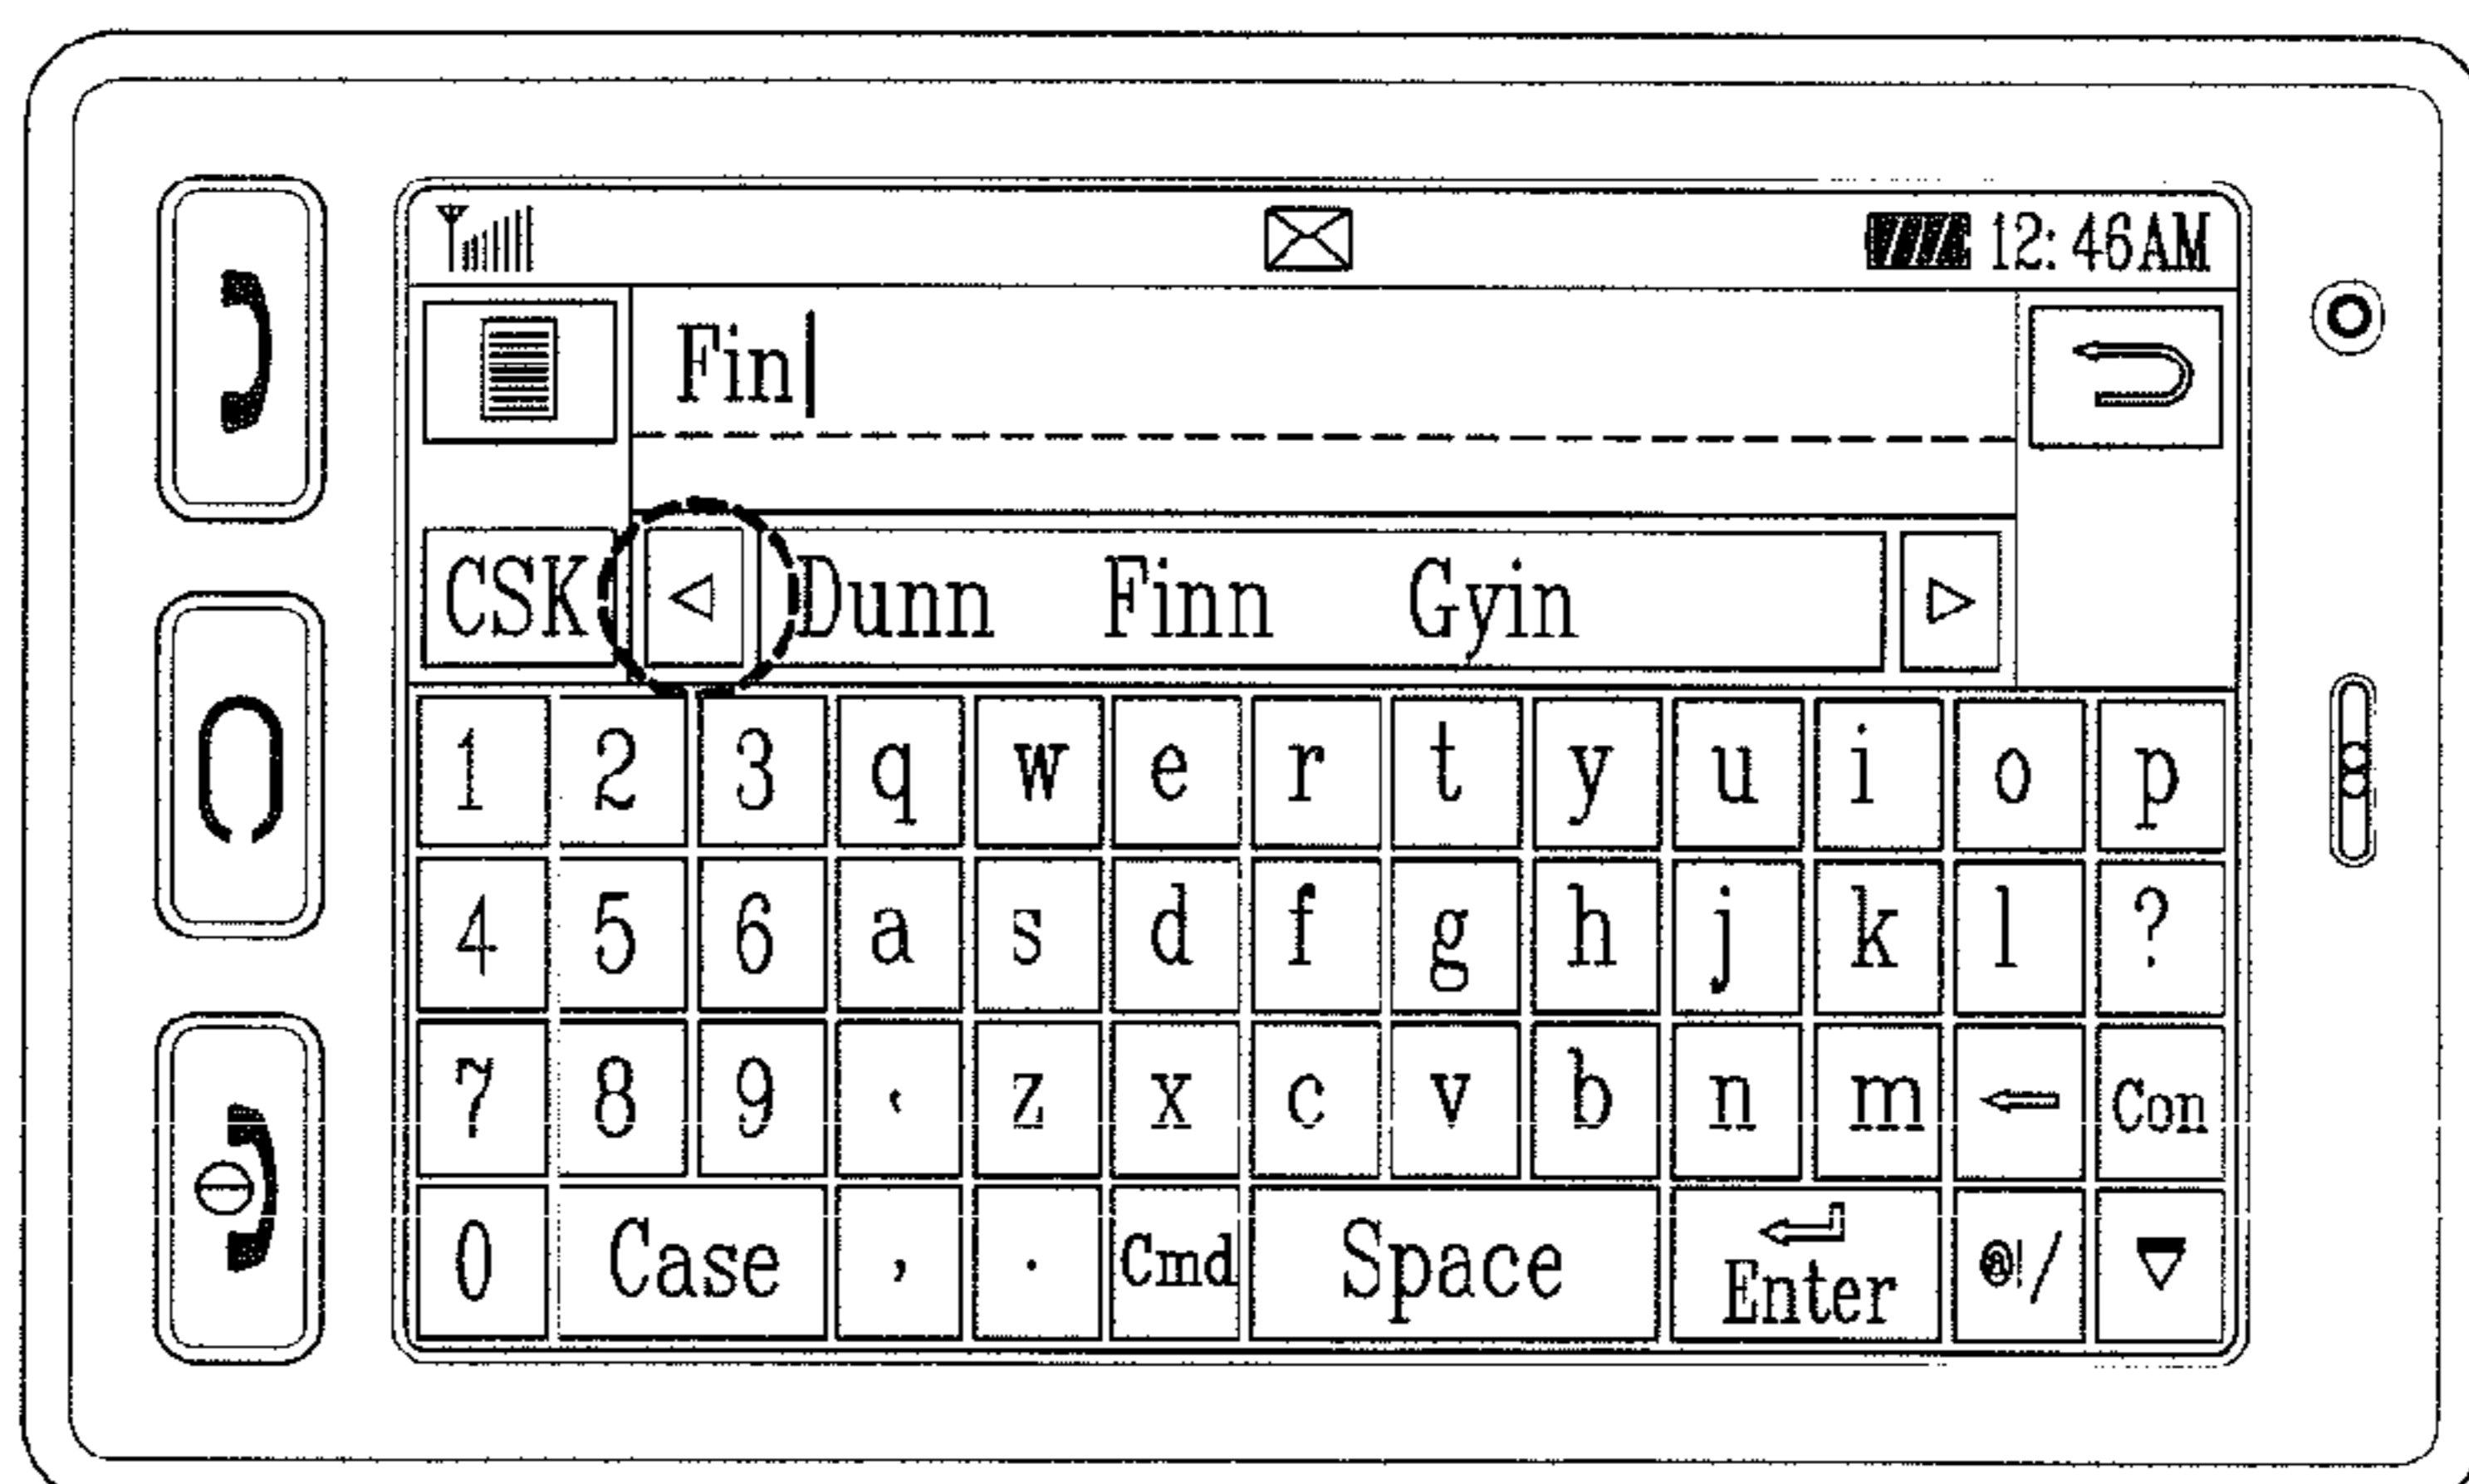 12:46AM
Fin
CSK Dunn Finn Gyin
1 2 3 q w e r t y u i o p
4 5 6 a s d f g h j k l ?
7 8 9 ‘ z x c v b n m Con
0 Case , . Cmd Space Enter @!/